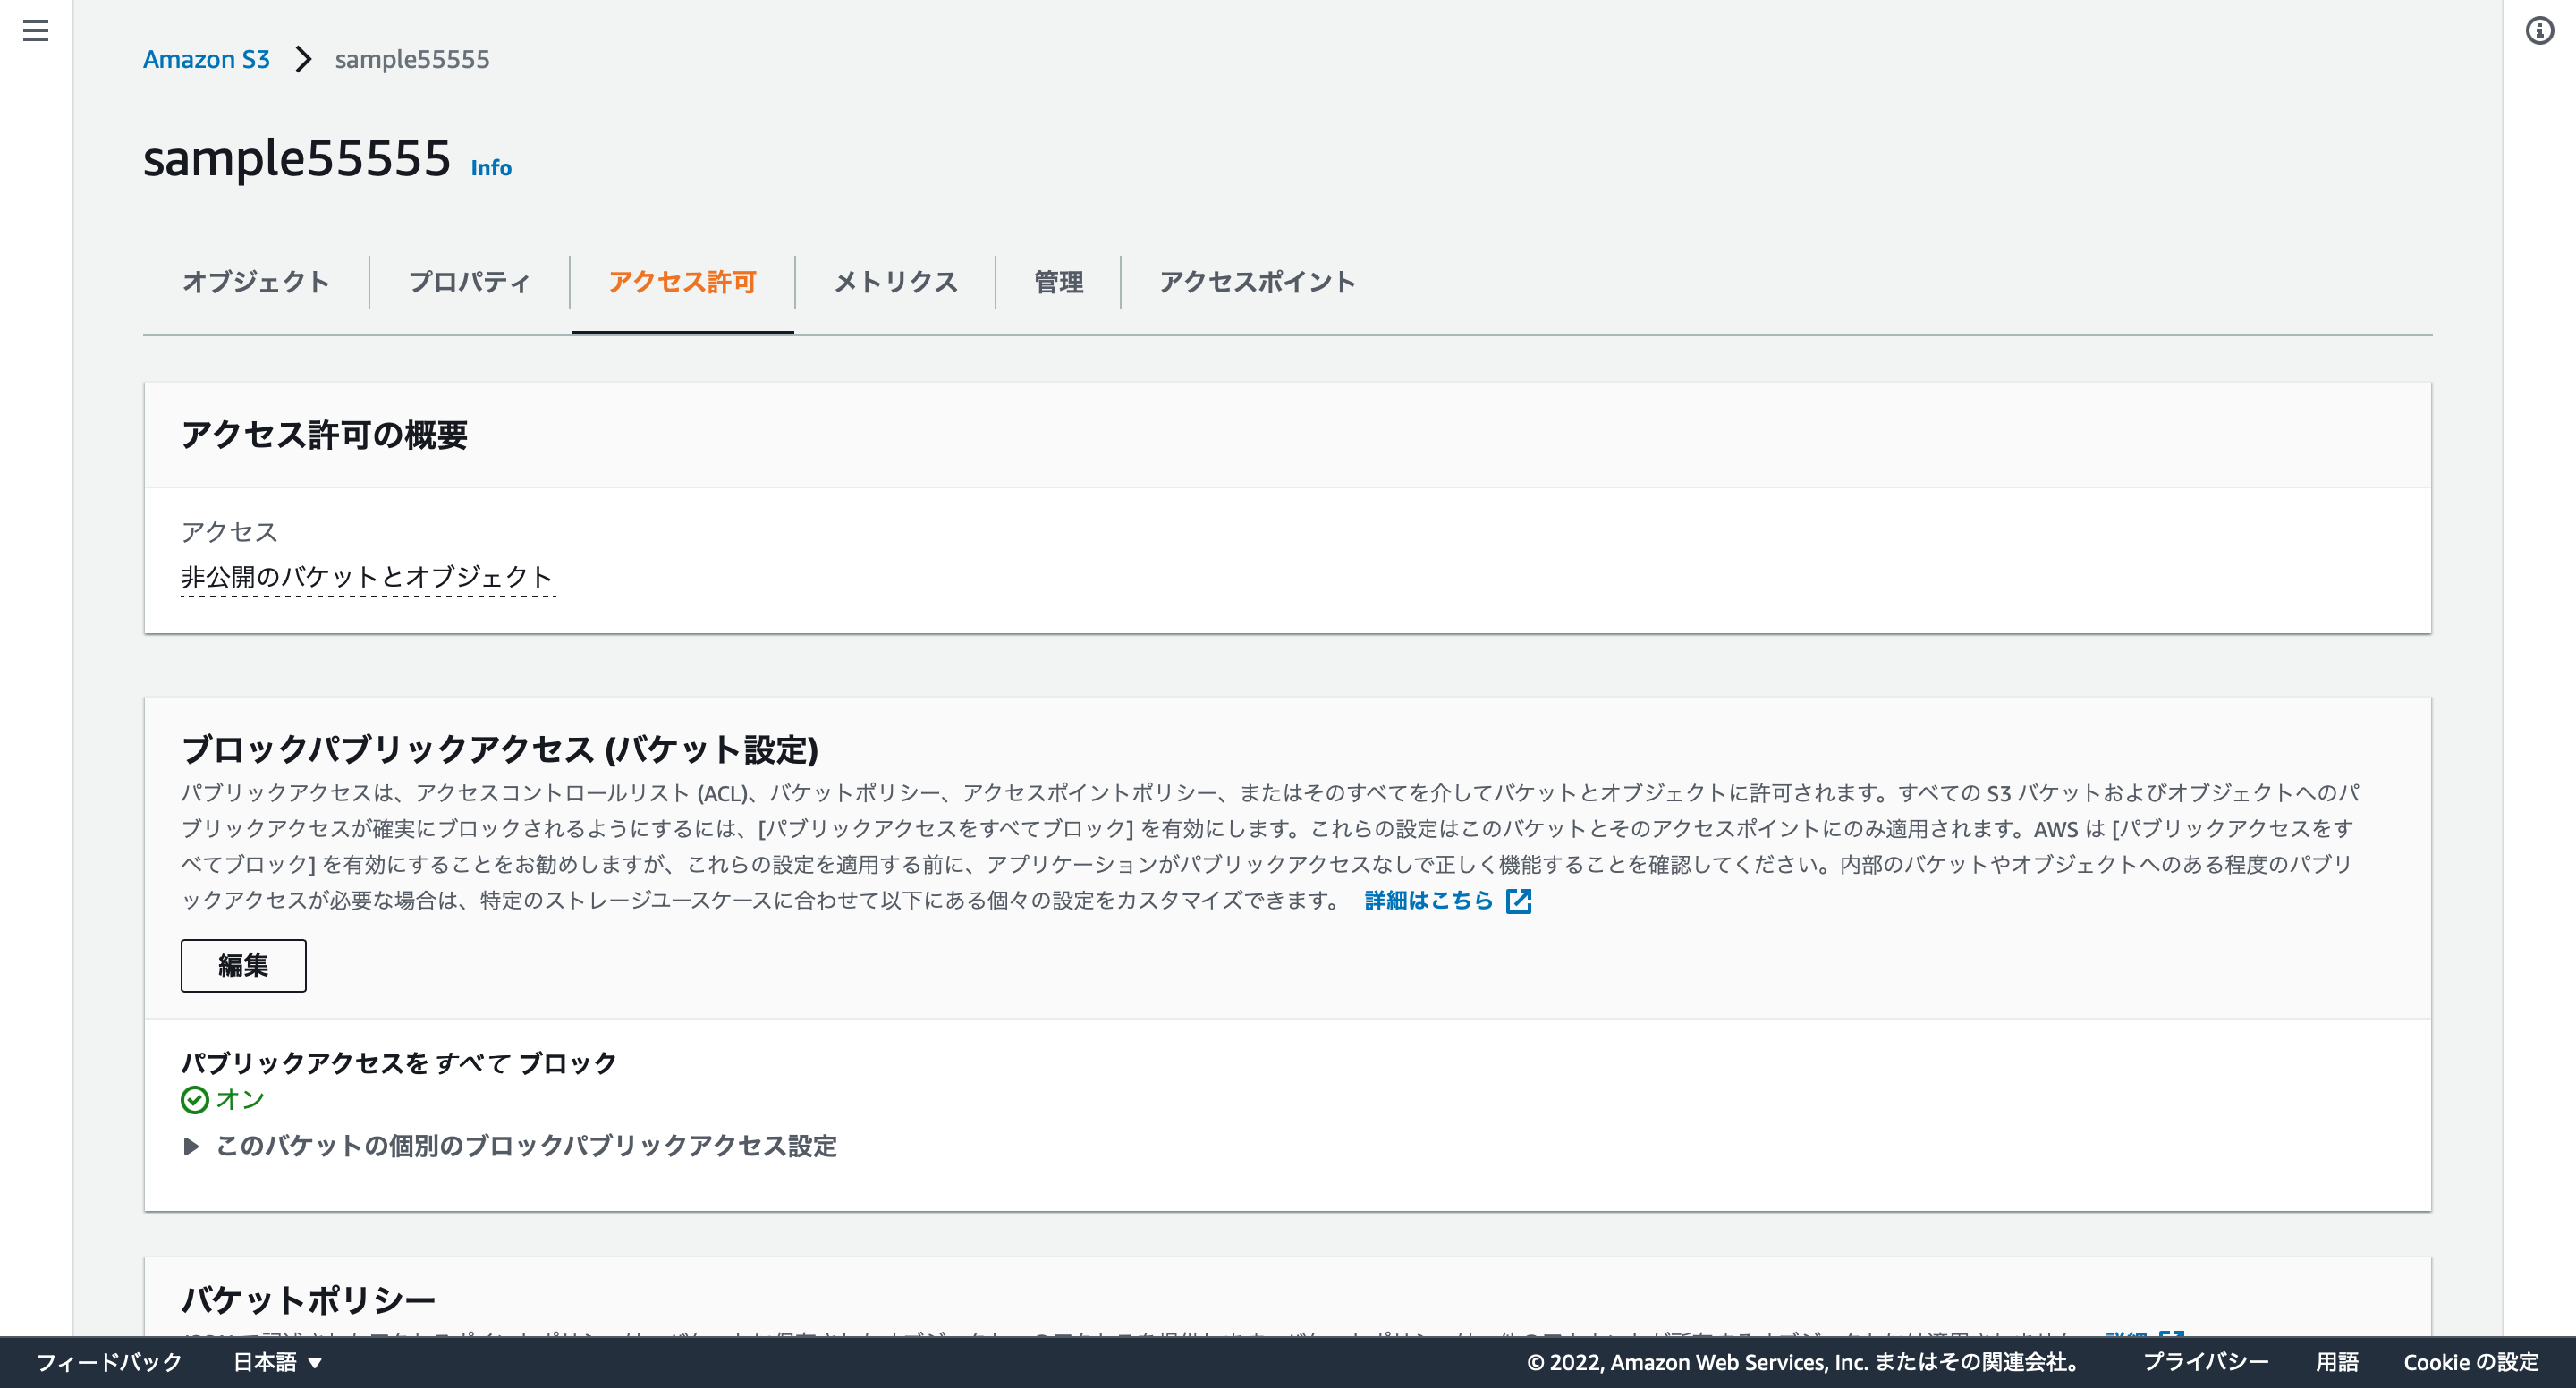 Amazon S3 > sample55555
sample55555 Info
オブジェクト プロパティ アクセス許可 メトリクス 管理 アクセスポイント
アクセス許可の概要
アクセス
非公開のバケットとオブジェクト
ブロックパブリックアクセス (バケット設定)
パブリックアクセスは、アクセスコントロールリスト (ACL)、バケットポリシー、アクセスポイントポリシー、またはそのすべてを介してバケットとオブジェクトに許可されます。すべての S3 バケットおよびオブジェクトへのパ
ブリックアクセスが確実にブロックされるようにするには、[パブリックアクセスをすべてブロック] を有効にします。これらの設定はこのバケットとそのアクセスポイントにのみ適用されます。AWS は [パブリックアクセスをす
べてブロック] を有効にすることをお勧めしますが、これらの設定を適用する前に、アプリケーションがパブリックアクセスなしで正しく機能することを確認してください。内部のバケットやオブジェクトへのある程度のパブリ
ックアクセスが必要な場合は、特定のストレージユースケースに合わせて以下にある個々の設定をカスタマイズできます。 詳細はこちら
編集
パブリックアクセスを すべて ブロック
オン
このバケットの個別のブロックパブリックアクセス設定
バケットポリシー
フィードバック 日本語 © 2022, Amazon Web Services, Inc. またはその関連会社。 プライバシー 用語 Cookie の設定